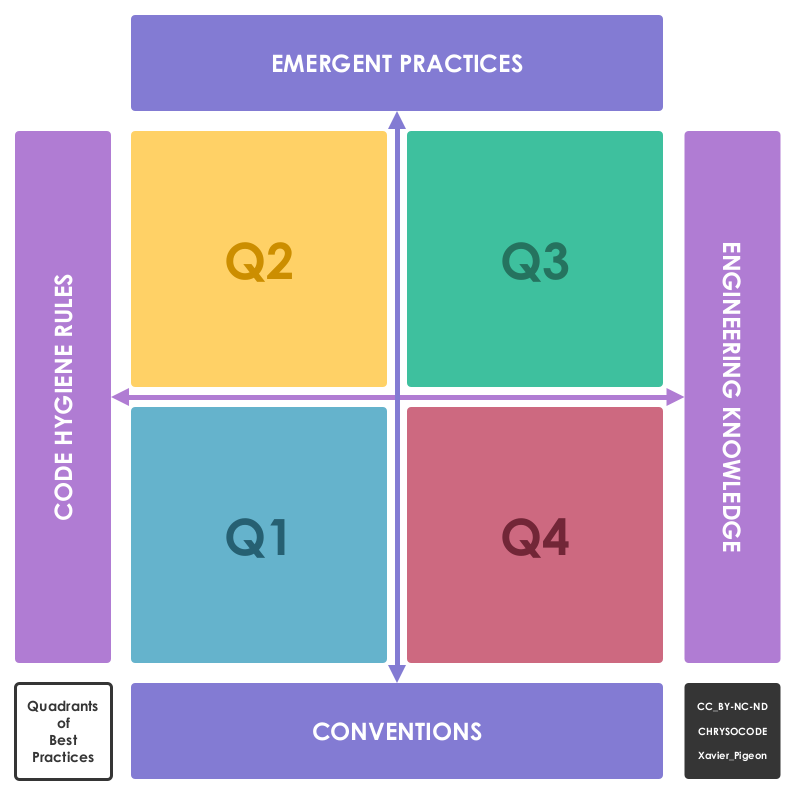 EMERGENT PRACTICES
CODE HYGIENE RULES
Q2
Q3
ENGINEERING KNOWLEDGE
Q1
Q4
Quadrants
of
Best
Practices
CONVENTIONS
CC_BY-NC-ND
CHRYSOCODE
Xavier_Pigeon